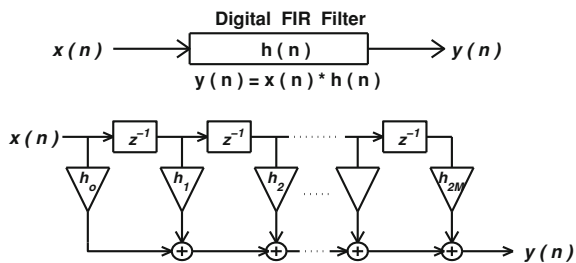 Digital FIR Filter
x(n) h(n) y(n)
y(n) = x(n) * h(n)
x(n) z⁻¹ z⁻¹ z⁻¹
h₀ h₁ h₂ h₂M
+ + + + y(n)